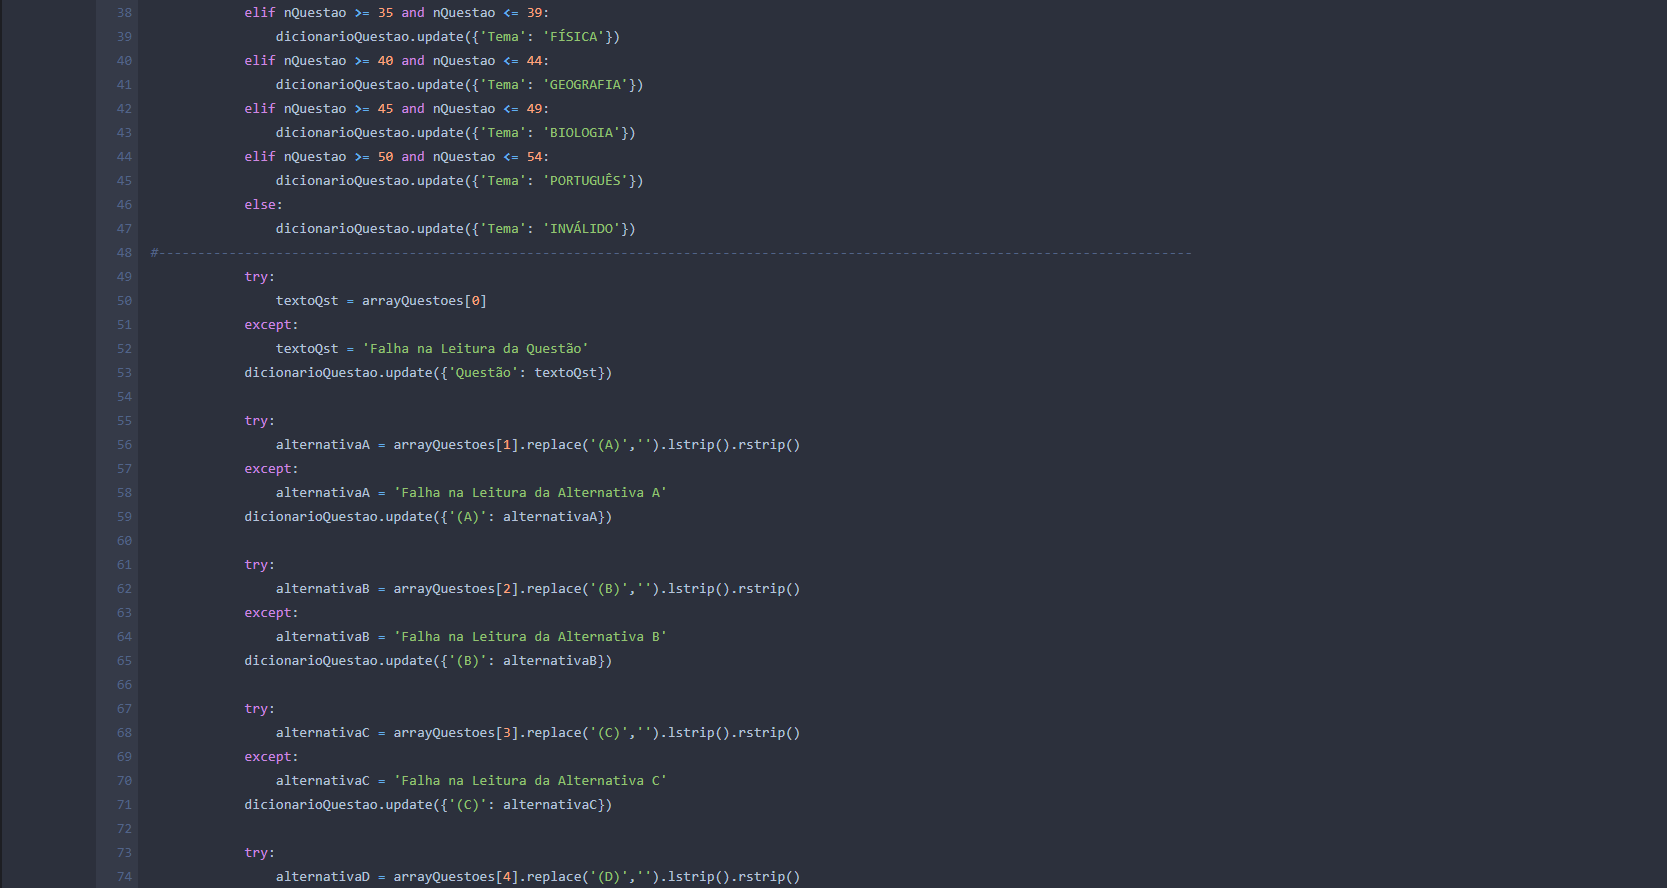 38 elif nQuestao >= 35 and nQuestao <= 39:
39 dicionarioQuestao.update({'Tema': 'FÍSICA'})
40 elif nQuestao >= 40 and nQuestao <= 44:
41 dicionarioQuestao.update({'Tema': 'GEOGRAFIA'})
42 elif nQuestao >= 45 and nQuestao <= 49:
43 dicionarioQuestao.update({'Tema': 'BIOLOGIA'})
44 elif nQuestao >= 50 and nQuestao <= 54:
45 dicionarioQuestao.update({'Tema': 'PORTUGUÊS'})
46 else:
47 dicionarioQuestao.update({'Tema': 'INVÁLIDO'})
48 #------------------------------------------------------------------------------------------------------------------------------------
49 try:
50 textoQst = arrayQuestoes[0]
51 except:
52 textoQst = 'Falha na Leitura da Questão'
53 dicionarioQuestao.update({'Questão': textoQst})
54
55 try:
56 alternativaA = arrayQuestoes[1].replace('(A)','').lstrip().rstrip()
57 except:
58 alternativaA = 'Falha na Leitura da Alternativa A'
59 dicionarioQuestao.update({'(A)': alternativaA})
60
61 try:
62 alternativaB = arrayQuestoes[2].replace('(B)','').lstrip().rstrip()
63 except:
64 alternativaB = 'Falha na Leitura da Alternativa B'
65 dicionarioQuestao.update({'(B)': alternativaB})
66
67 try:
68 alternativaC = arrayQuestoes[3].replace('(C)','').lstrip().rstrip()
69 except:
70 alternativaC = 'Falha na Leitura da Alternativa C'
71 dicionarioQuestao.update({'(C)': alternativaC})
72
73 try:
74 alternativaD = arrayQuestoes[4].replace('(D)','').lstrip().rstrip()